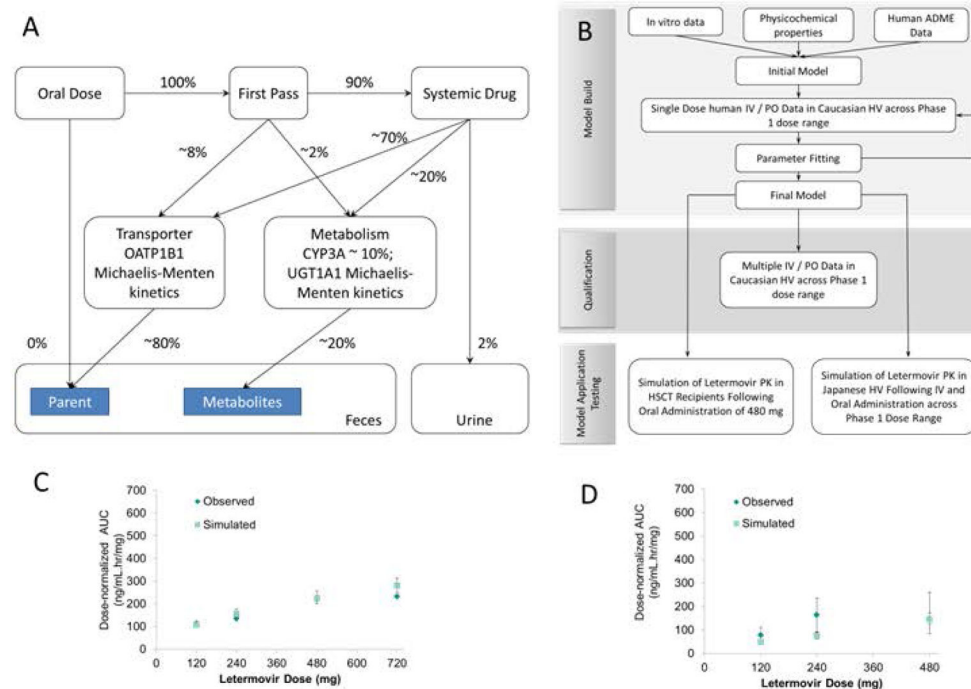 A
Oral Dose
100%
First Pass
90%
Systemic Drug
~8%
~2%
~70%
~20%
Transporter
OATP1B1
Michaelis-Menten
kinetics
Metabolism
CYP3A ~ 10%;
UGT1A1 Michaelis-
Menten kinetics
0%
~80%
~20%
2%
Parent
Metabolites
Feces
Urine
B
Model Build
In vitro data
Physicochemical
properties
Human ADME
Data
Initial Model
Single Dose human IV / PO Data in Caucasian HV across Phase
1 dose range
Parameter Fitting
Final Model
Qualification
Multiple IV / PO Data in
Caucasian HV across Phase 1
dose range
Model Application
Testing
Simulation of Letermovir PK in
HSCT Recipients Following
Oral Administration of 480 mg
Simulation of Letermovir PK in
Japanese HV Following IV and
Oral Administration across
Phase 1 Dose Range
C
Dose-normalized AUC
(ng/mL.hr/mg)
700
600
500
400
300
200
100
0
Observed
Simulated
0 120 240 360 480 600 720
Letermovir Dose (mg)
D
Dose-normalized AUC
(ng/mL.hr/mg)
700
600
500
400
300
200
100
0
Observed
Simulated
0 120 240 360 480
Letermovir Dose (mg)